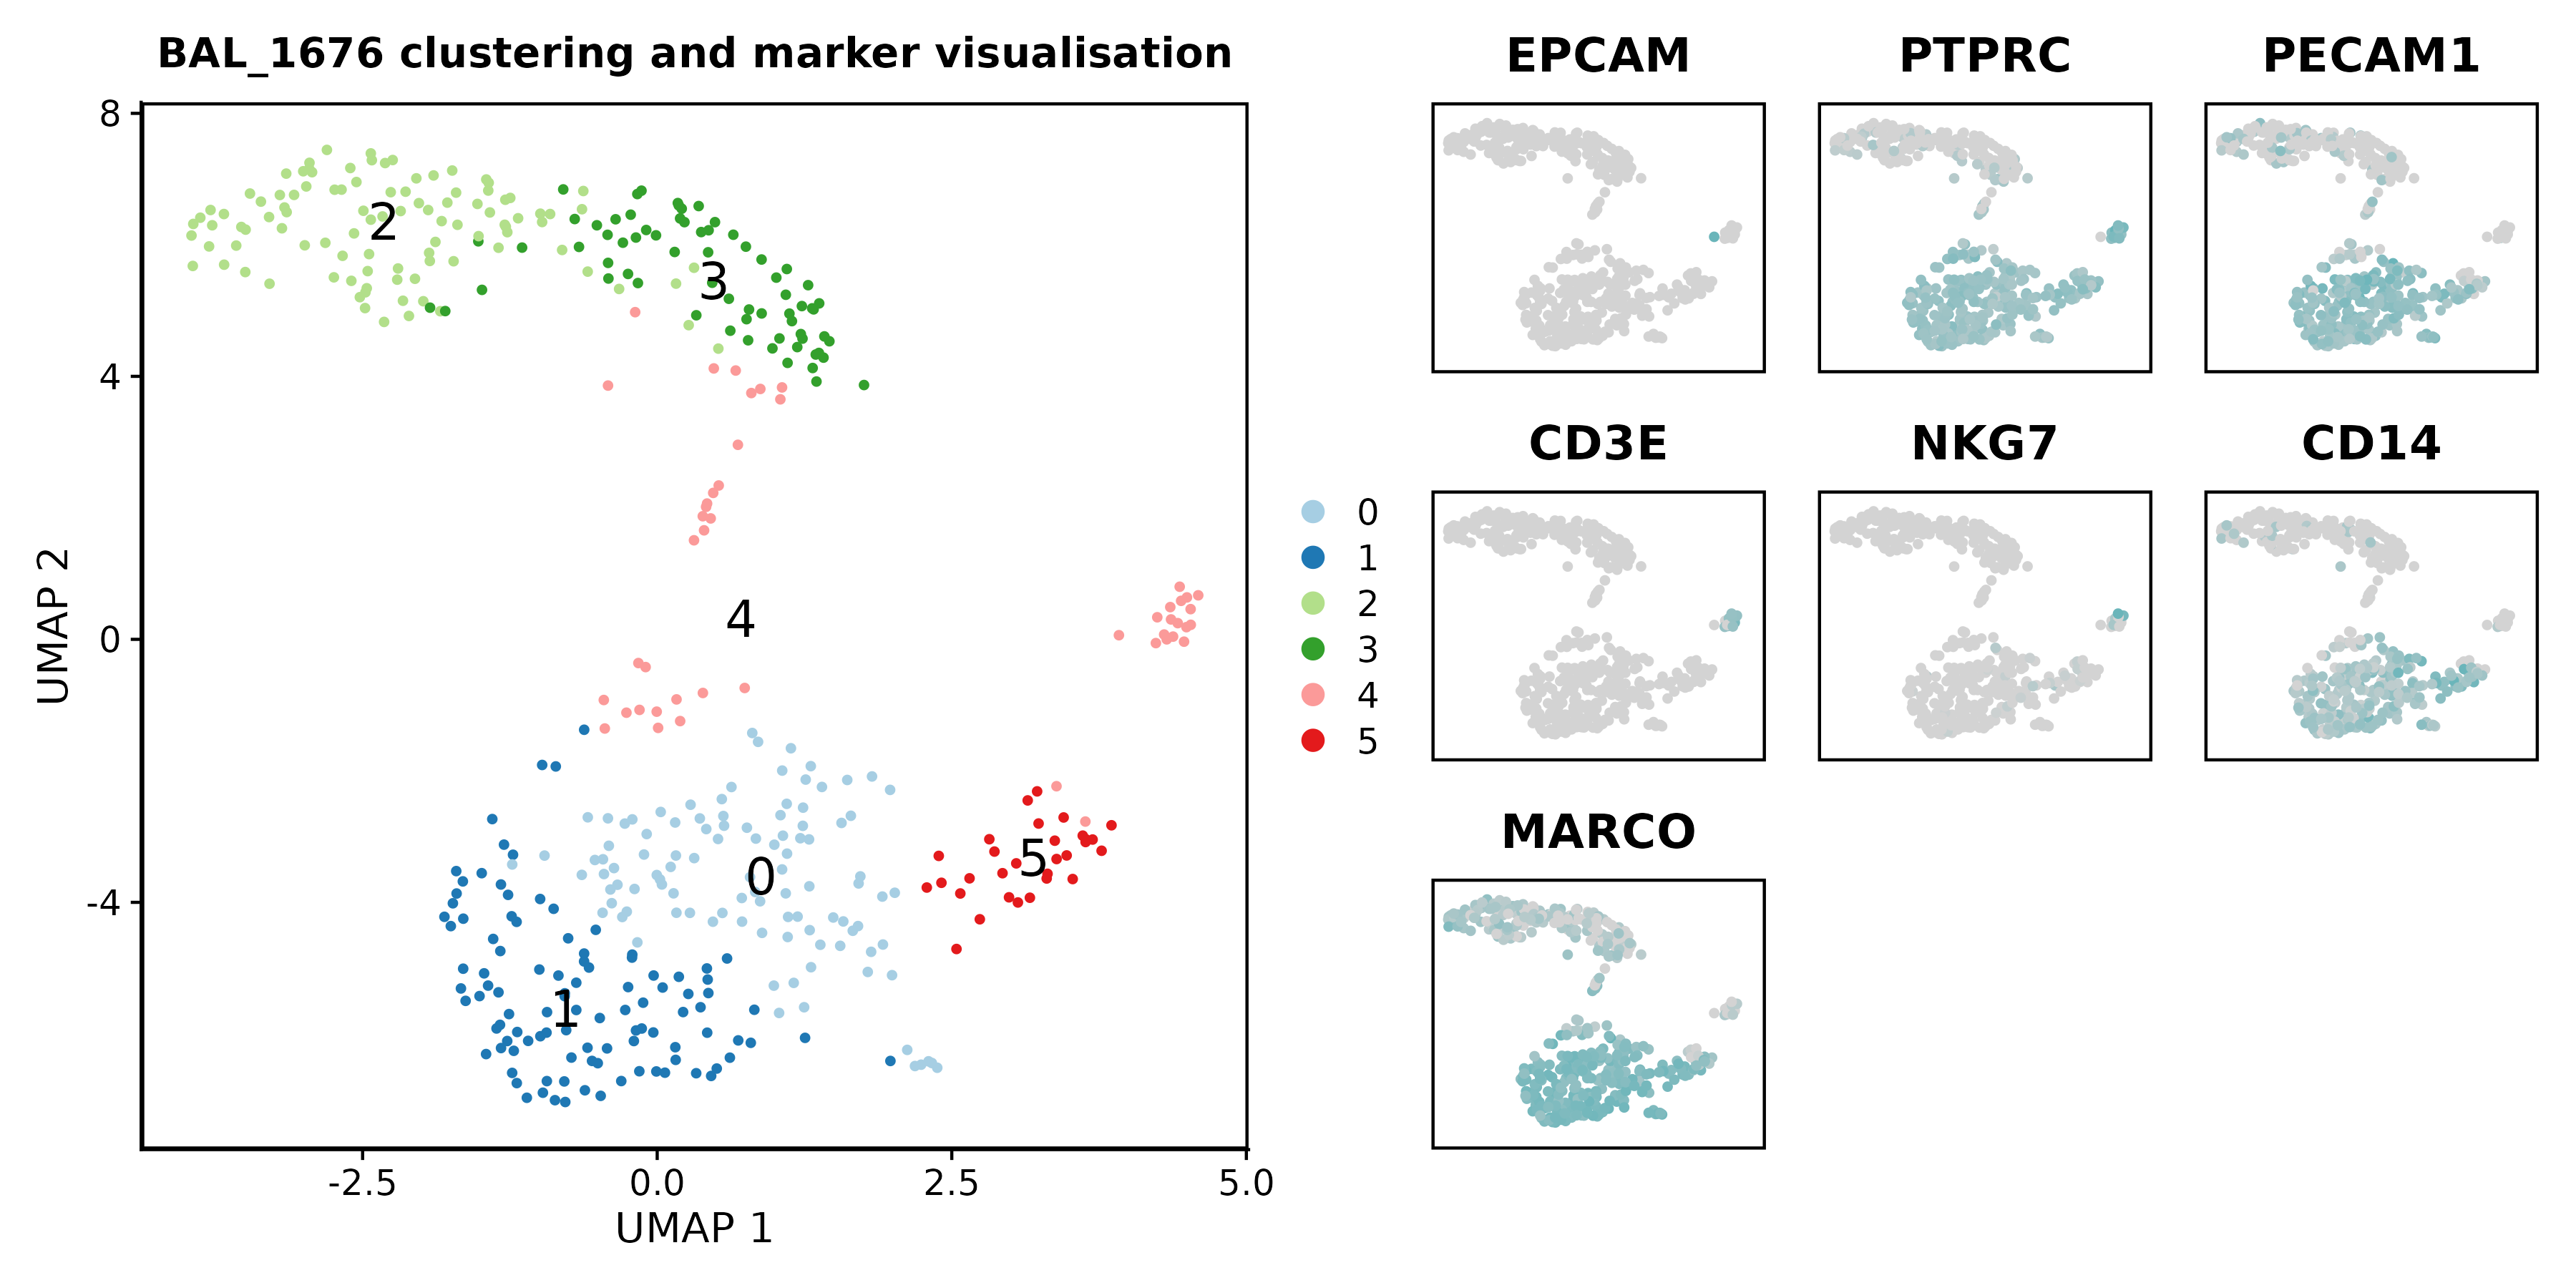 BAL_1676 clustering and marker visualisation
EPCAM
PTPRC
PECAM1
8
4
0
-4
UMAP 2
2
3
4
0
5
1
-2.5
0.0
2.5
5.0
UMAP 1
0
1
2
3
4
5
CD3E
NKG7
CD14
MARCO